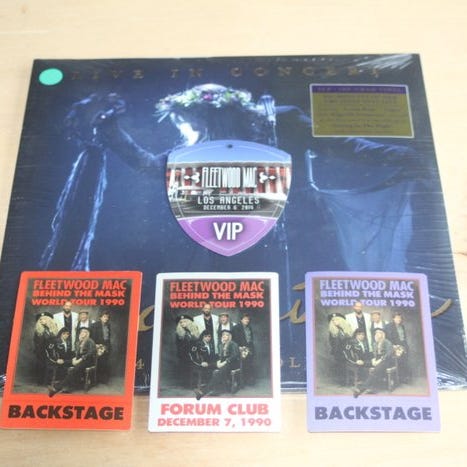 LIVE IN CONCERT
FLEETWOOD MAC
LOS ANGELES
DECEMBER 6, 2014
VIP
FLEETWOOD MAC
BEHIND THE MASK
WORLD TOUR 1990
BACKSTAGE
FLEETWOOD MAC
BEHIND THE MASK
WORLD TOUR 1990
FORUM CLUB
DECEMBER 7, 1990
FLEETWOOD MAC
BEHIND THE MASK
WORLD TOUR 1990
BACKSTAGE